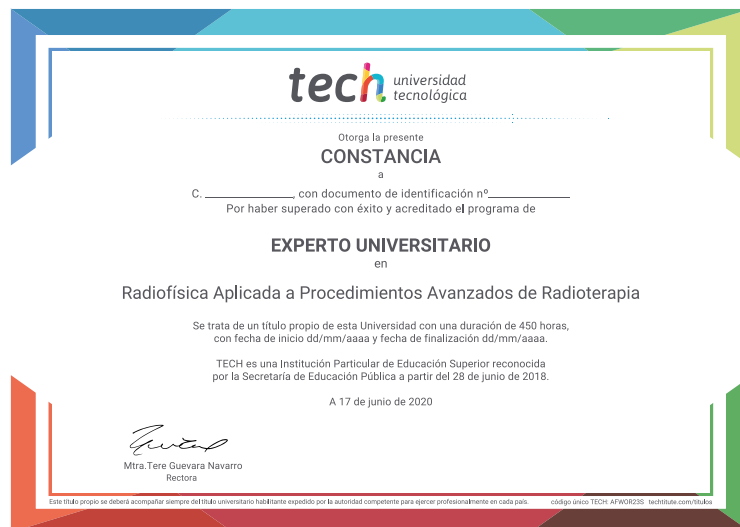 tech universidad
tecnológica
Otorga la presente
CONSTANCIA
a
C. ________________, con documento de identificación nº______________
Por haber superado con éxito y acreditado el programa de
EXPERTO UNIVERSITARIO
en
Radiofísica Aplicada a Procedimientos Avanzados de Radioterapia
Se trata de un título propio de esta Universidad con una duración de 450 horas,
con fecha de inicio dd/mm/aaaa y fecha de finalización dd/mm/aaaa.
TECH es una Institución Particular de Educación Superior reconocida
por la Secretaría de Educación Pública a partir del 28 de junio de 2018.
A 17 de junio de 2020
Mtra.Tere Guevara Navarro
Rectora
Este título propio se deberá acompañar siempre del título universitario habilitante expedido por la autoridad competente para ejercer profesionalmente en cada país. código único TECH: AFWOR23S techtitute.com/titulos